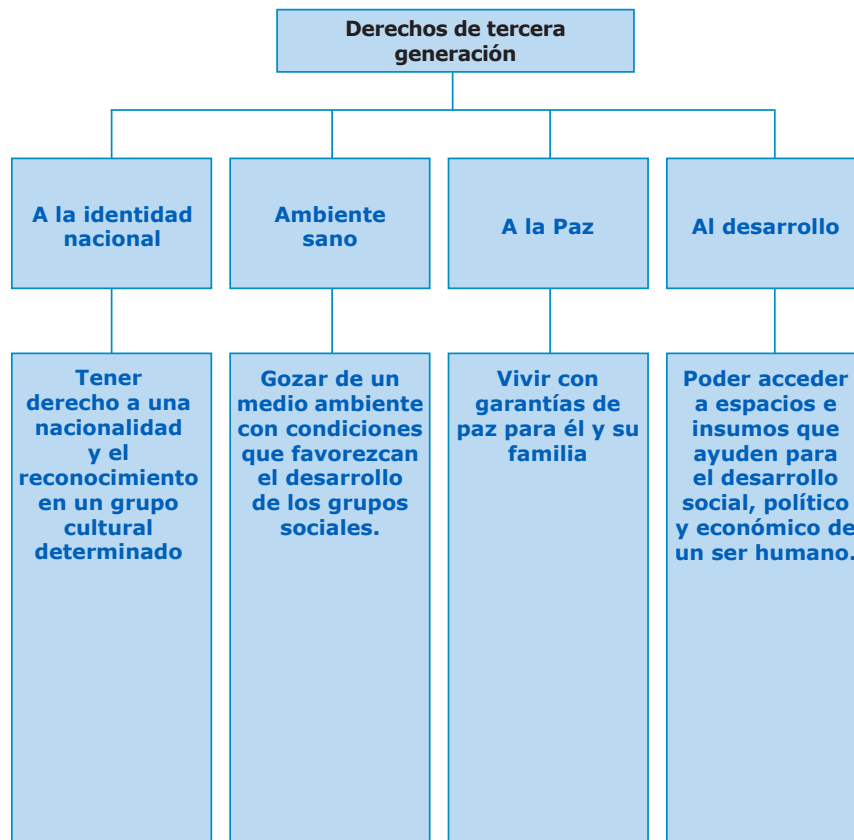 Derechos de tercera
generación
A la identidad
nacional
Ambiente
sano
A la Paz
Al desarrollo
Tener
derecho a una
nacionalidad
y el
reconocimiento
en un grupo
cultural
determinado
Gozar de un
medio ambiente
con condiciones
que favorezcan
el desarrollo
de los grupos
sociales.
Vivir con
garantías de
paz para él y su
familia
Poder acceder
a espacios e
insumos que
ayuden para
el desarrollo
social, político
y económico de
un ser humano.